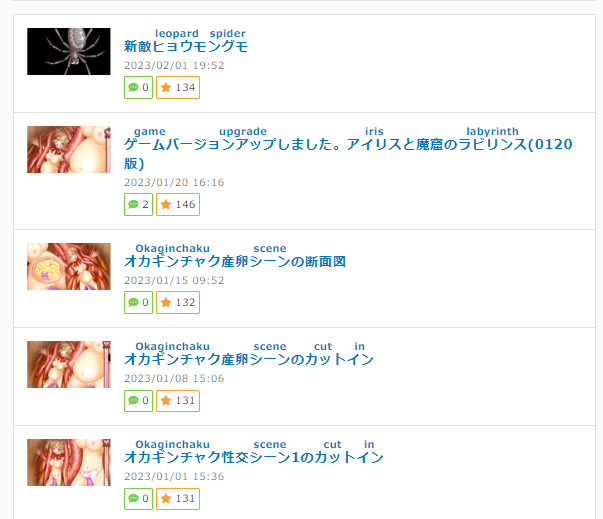 leopard spider
新敵ヒョウモングモ
2023/02/01 19:52
0 134
game upgrade iris labyrinth
ゲームバージョンアップしました。アイリスと魔窟のラビリンス(0120
版)
2023/01/20 16:16
2 146
Okaginchaku scene
オカギンチャク産卵シーンの断面図
2023/01/15 09:52
0 132
Okaginchaku scene cut in
オカギンチャク産卵シーンのカットイン
2023/01/08 15:06
0 131
Okaginchaku scene cut in
オカギンチャク性交シーン1のカットイン
2023/01/01 15:36
0 131